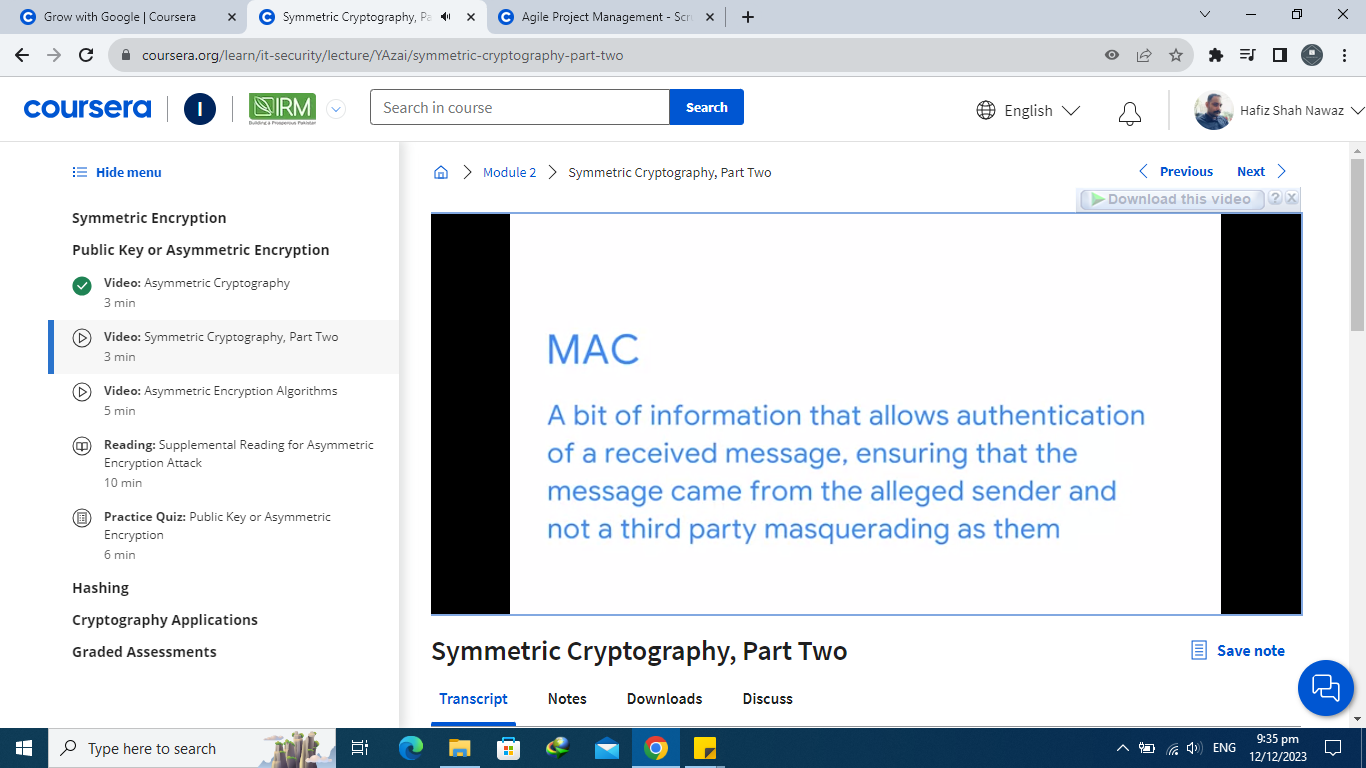 Grow with Google | Coursera
Symmetric Cryptography, Pa
Agile Project Management - Scr
coursera.org/learn/it-security/lecture/YAzai/symmetric-cryptography-part-two
coursera
I
IRM
Building a Prosperous Pakistan
Search in course
Search
English
Hafiz Shah Nawaz
Hide menu
Symmetric Encryption
Public Key or Asymmetric Encryption
Video: Asymmetric Cryptography
3 min
Video: Symmetric Cryptography, Part Two
3 min
Video: Asymmetric Encryption Algorithms
5 min
Reading: Supplemental Reading for Asymmetric
Encryption Attack
10 min
Practice Quiz: Public Key or Asymmetric
Encryption
6 min
Hashing
Cryptography Applications
Graded Assessments
Module 2
Symmetric Cryptography, Part Two
Previous
Next
Download this video
? X
MAC
A bit of information that allows authentication
of a received message, ensuring that the
message came from the alleged sender and
not a third party masquerading as them
Symmetric Cryptography, Part Two
Save note
Transcript
Notes
Downloads
Discuss
Type here to search
ENG
9:35 pm
12/12/2023